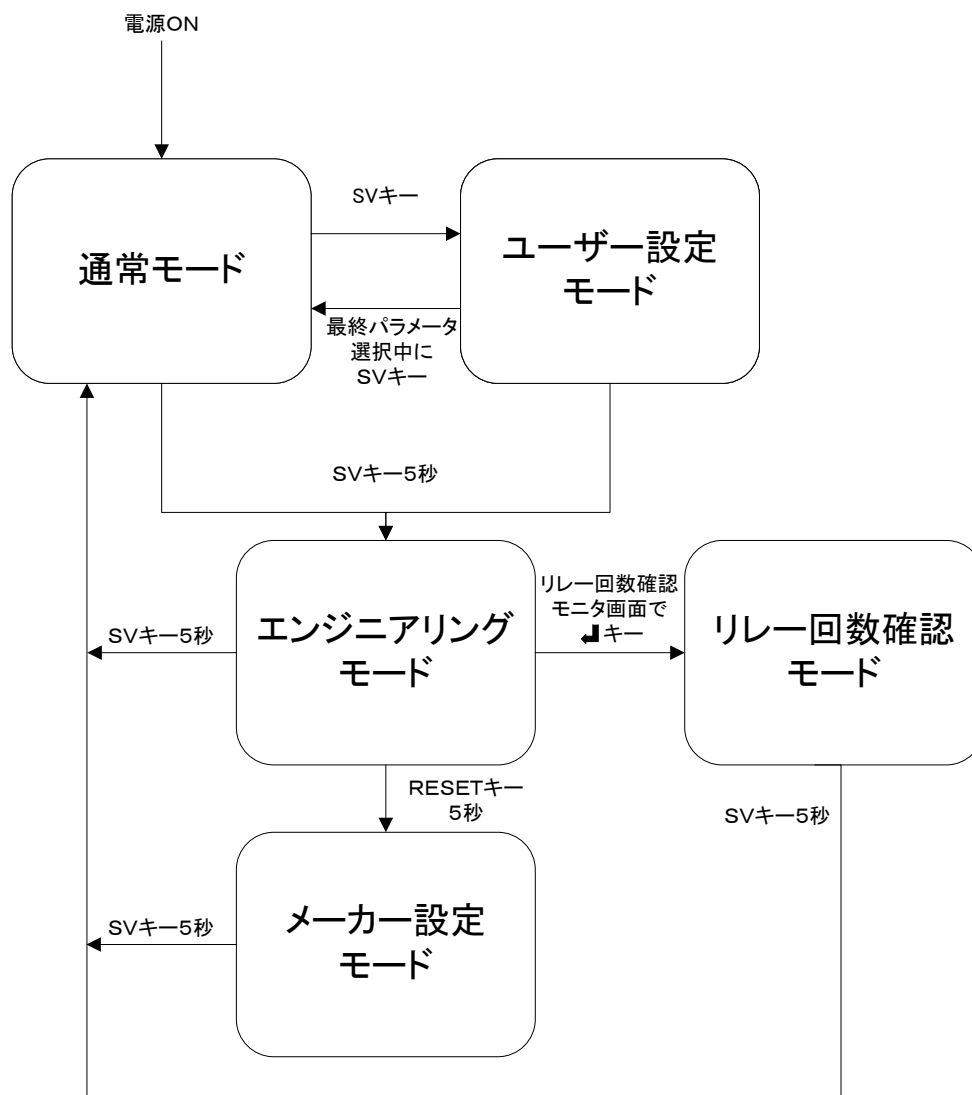 電源ON
SVキー
通常モード
ユーザー設定
モード
最終パラメータ
選択中に
SVキー
SVキー5秒
エンジニアリング
モード
リレー回数確認
モニタ画面で
↵キー
リレー回数確認
モード
SVキー5秒
RESETキー
5秒
SVキー5秒
メーカー設定
モード
SVキー5秒